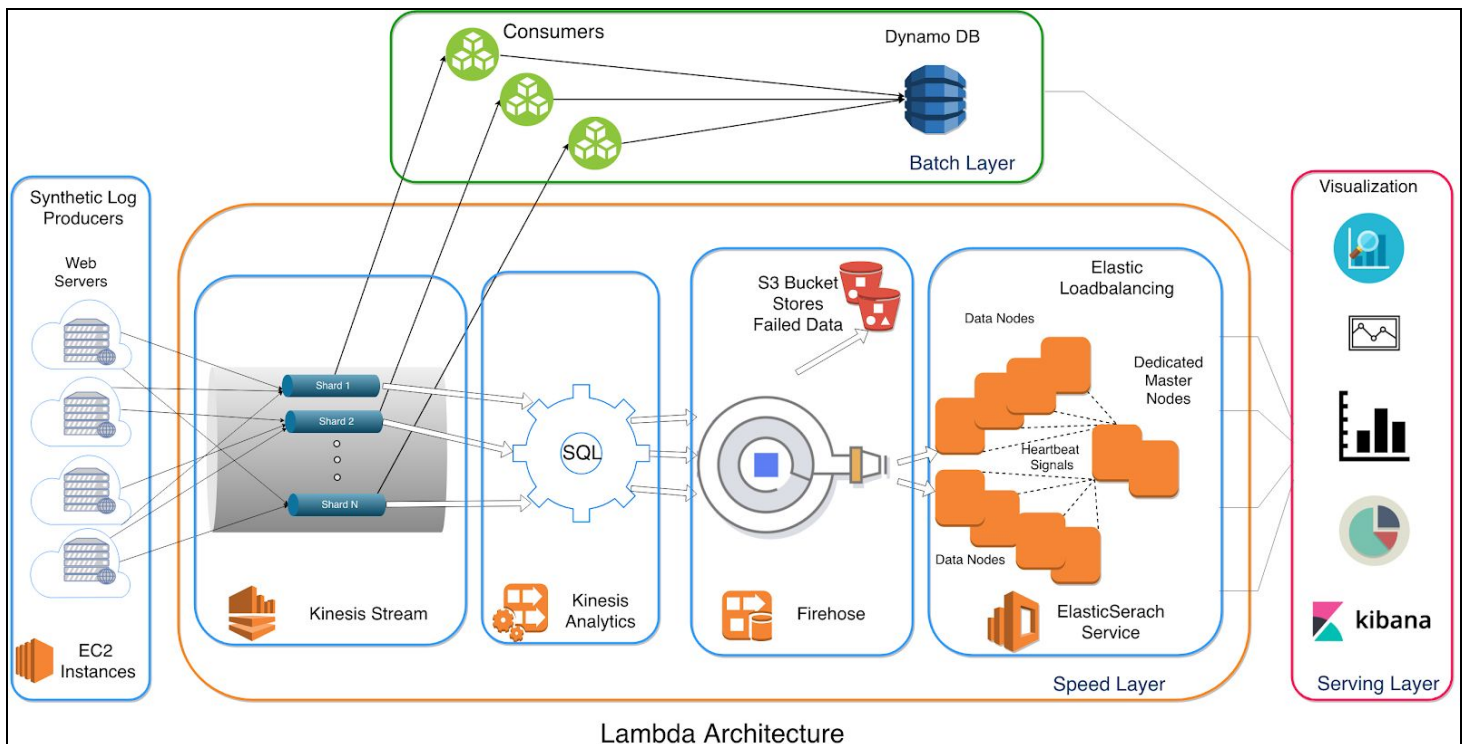 Consumers
Dynamo DB
Batch Layer
Synthetic Log
Producers
Web
Servers
EC2
Instances
Shard 1
Shard 2
Shard N
Kinesis Stream
SQL
Kinesis
Analytics
S3 Bucket
Stores
Failed Data
Firehose
Elastic
Loadbalancing
Data Nodes
Dedicated
Master
Nodes
Heartbeat
Signals
Data Nodes
ElasticSerach
Service
Speed Layer
Visualization
kibana
Serving Layer
Lambda Architecture